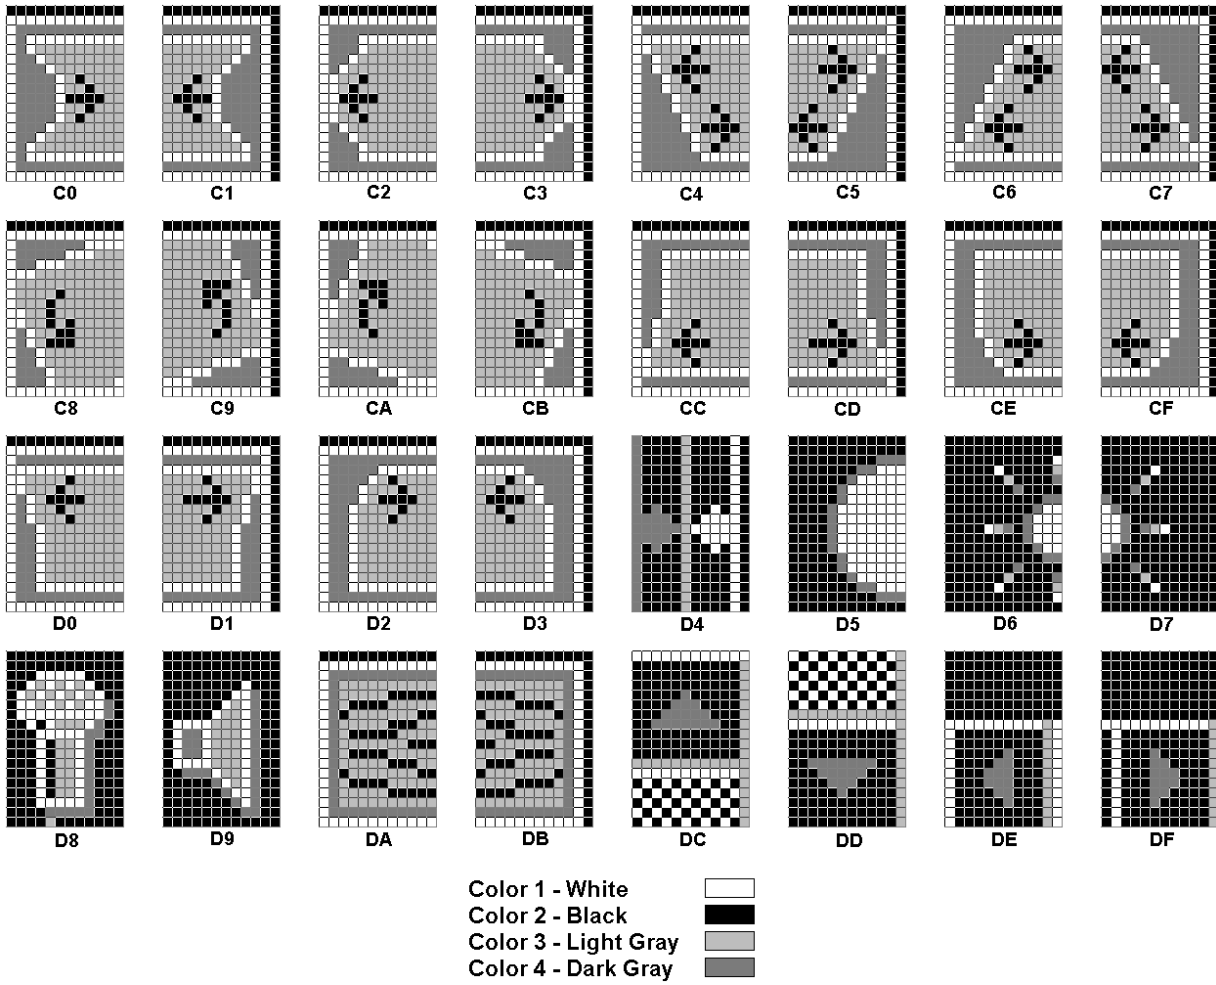 C0 C1 C2 C3 C4 C5 C6 C7
C8 C9 CA CB CC CD CE CF
D0 D1 D2 D3 D4 D5 D6 D7
D8 D9 DA DB DC DD DE DF
Color 1 - White
Color 2 - Black
Color 3 - Light Gray
Color 4 - Dark Gray